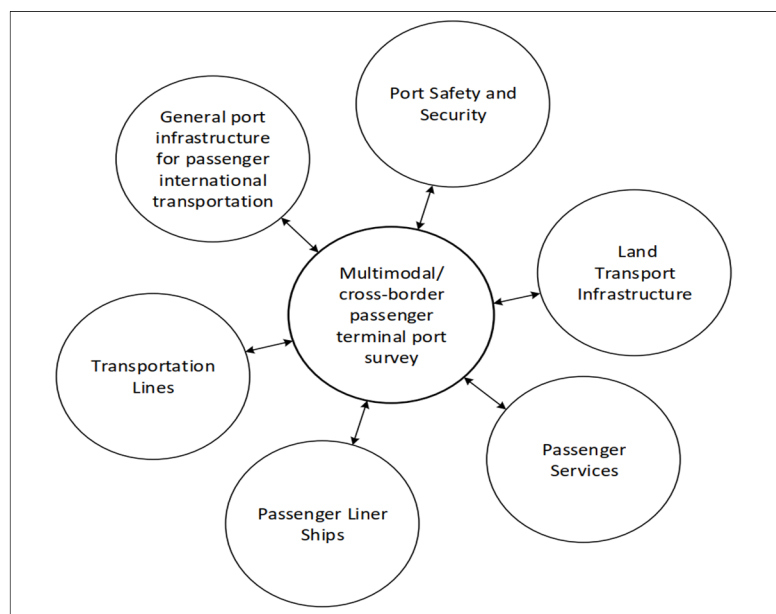 Port Safety and
Security
General port
infrastructure
for passenger
international
transportation
Land
Transport
Infrastructure
Multimodal/
cross-border
passenger
terminal port
survey
Transportation
Lines
Passenger
Services
Passenger Liner
Ships